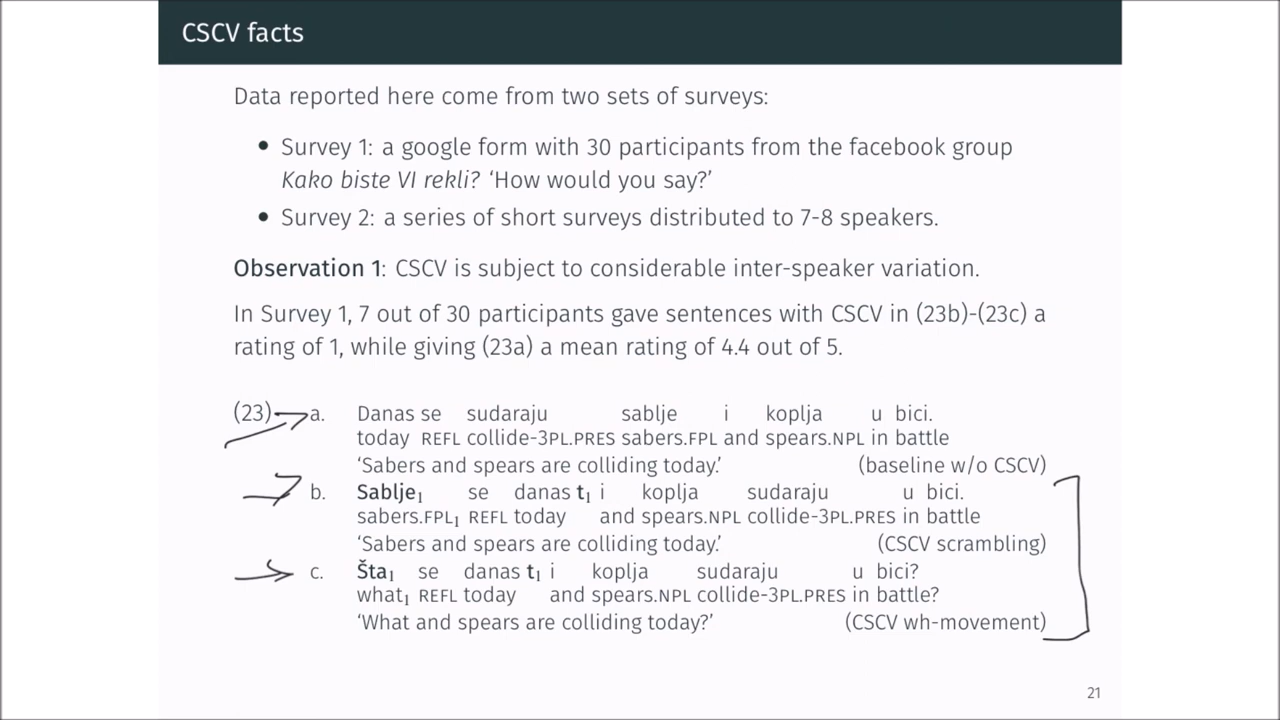 CSCV facts
Data reported here come from two sets of surveys:
• Survey 1: a google form with 30 participants from the facebook group
Kako biste VI rekli? ‘How would you say?’
• Survey 2: a series of short surveys distributed to 7-8 speakers.
Observation 1: CSCV is subject to considerable inter-speaker variation.
In Survey 1, 7 out of 30 participants gave sentences with CSCV in (23b)-(23c) a
rating of 1, while giving (23a) a mean rating of 4.4 out of 5.
(23) a. Danas se sudaraju sablje i koplja u bici.
today REFL collide-3PL.PRES sabers.FPL and spears.NPL in battle
‘Sabers and spears are colliding today.’ (baseline w/o CSCV)
b. Sablje₁ se danas t₁ i koplja sudaraju u bici.
sabers.FPL₁ REFL today and spears.NPL collide-3PL.PRES in battle
‘Sabers and spears are colliding today.’ (CSCV scrambling)
c. Šta₁ se danas t₁ i koplja sudaraju u bici?
what₁ REFL today and spears.NPL collide-3PL.PRES in battle?
‘What and spears are colliding today?’ (CSCV wh-movement)
21